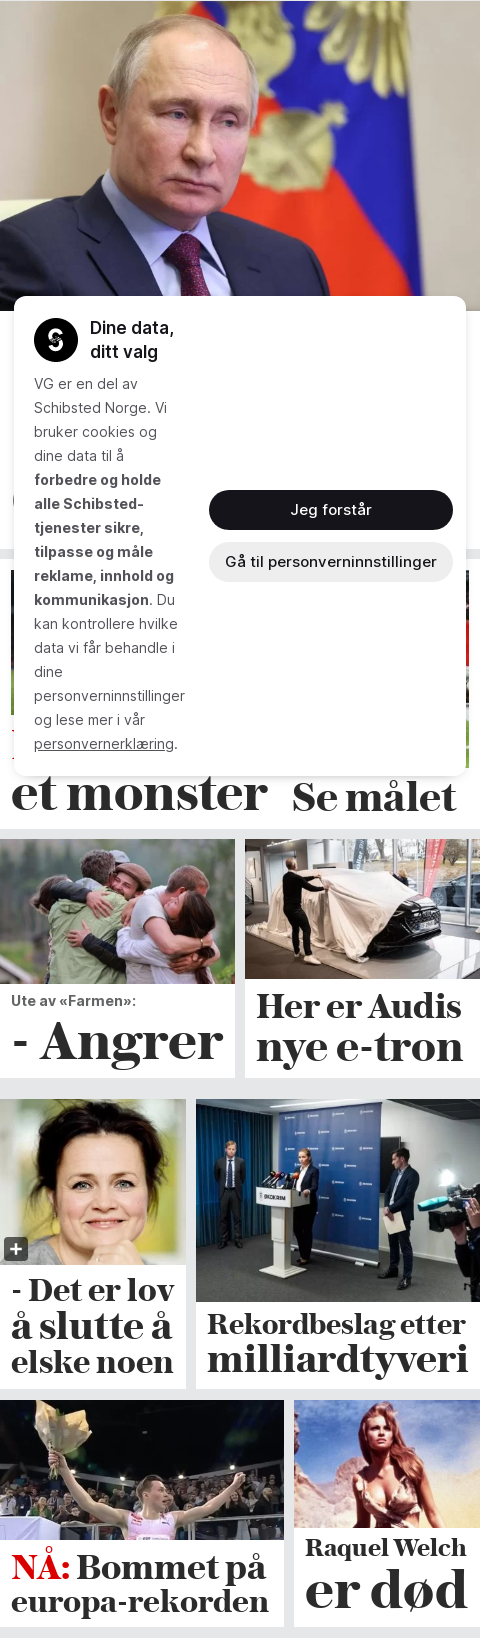 Dine data,
ditt valg
VG er en del av
Schibsted Norge. Vi
bruker cookies og
dine data til å
forbedre og holde
alle Schibsted-
tjenester sikre,
tilpasse og måle
reklame, innhold og
kommunikasjon. Du
kan kontrollere hvilke
data vi får behandle i
dine
personverninnstillinger
og lese mer i vår
personvernerklæring.
Jeg forstår
Gå til personverninnstillinger
et monster
Se målet
Ute av «Farmen»:
- Angrer
Her er Audis
nye e-tron
- Det er lov
å slutte å
elske noen
ØKOKRIM
Rekordbeslag etter
milliardtyveri
NÅ: Bommet på
europa-rekorden
Raquel Welch
er død